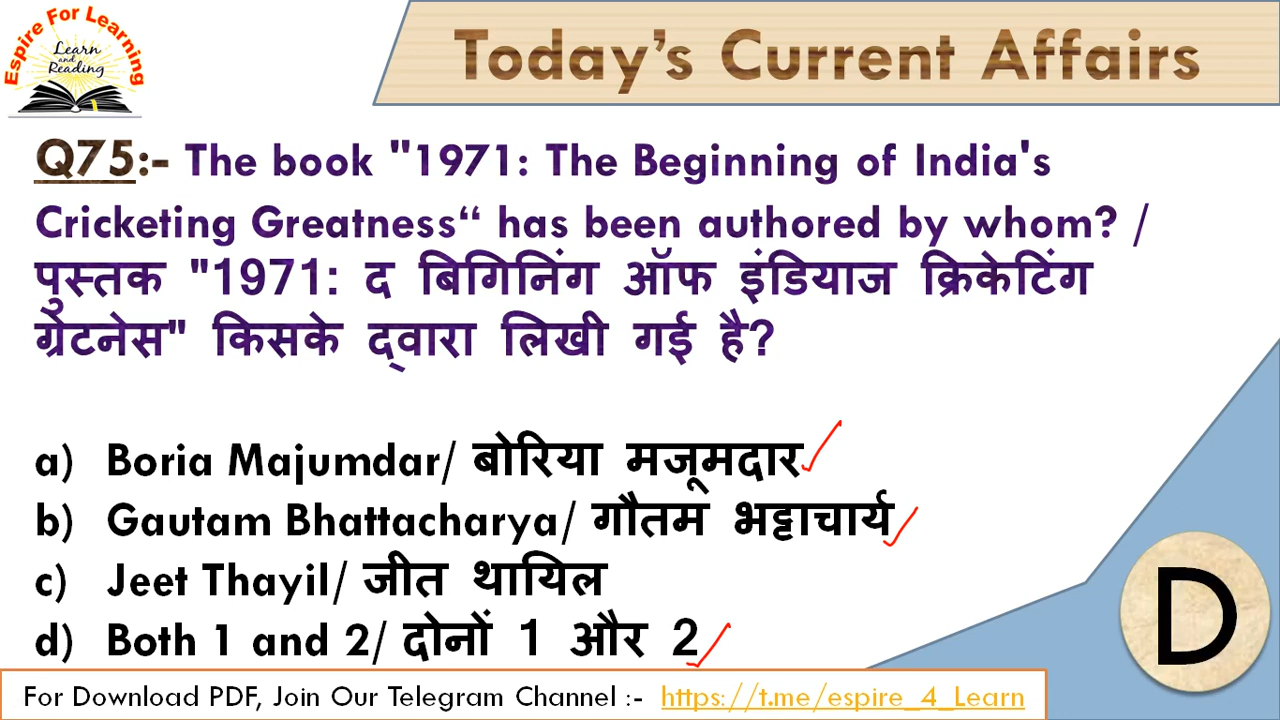 Espire For Learning
Learn
and
Reading
Today's Current Affairs
Q75:- The book "1971: The Beginning of India's
Cricketing Greatness“ has been authored by whom? /
पुस्तक "1971: द बिगिनिंग ऑफ इंडियाज क्रिकेटिंग
ग्रेटनेस" किसके द्वारा लिखी गई है?
a) Boria Majumdar/ बोरिया मजूमदार
b) Gautam Bhattacharya/ गौतम भट्टाचार्य
c) Jeet Thayil/ जीत थायिल
d) Both 1 and 2/ दोनों 1 और 2
D
For Download PDF, Join Our Telegram Channel :- https://t.me/espire_4_Learn